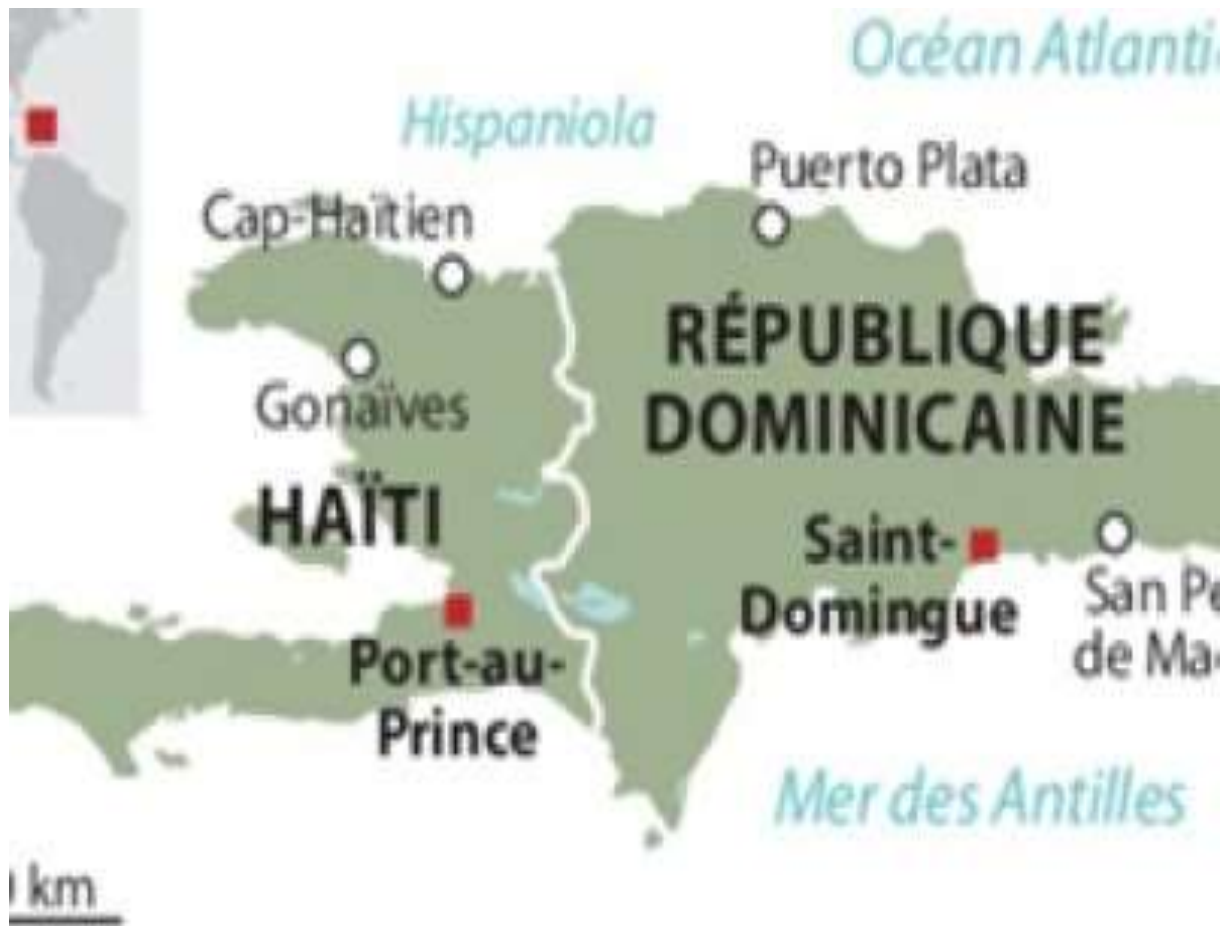 Océan Atlanti
Hispaniola
Puerto Plata
Cap-Haïtien
RÉPUBLIQUE
DOMINICAINE
Gonaïves
HAÏTI
Saint-
Domingue
San Pe
de Ma
Port-au-
Prince
Mer des Antilles
km